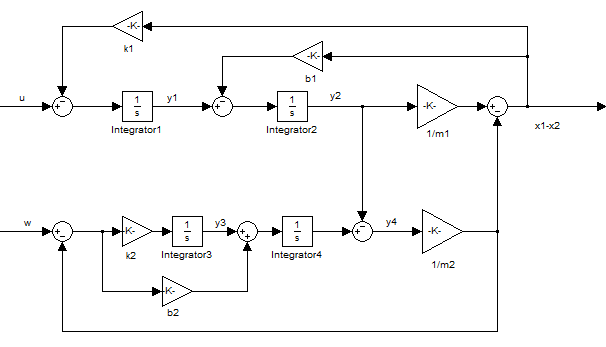 -K-
k1
-K-
b1
u
y1
y2
1
s
Integrator1
1
s
Integrator2
-K-
1/m1
x1-x2
w
-K-
k2
1
s
Integrator3
y3
1
s
Integrator4
y4
-K-
1/m2
-K-
b2